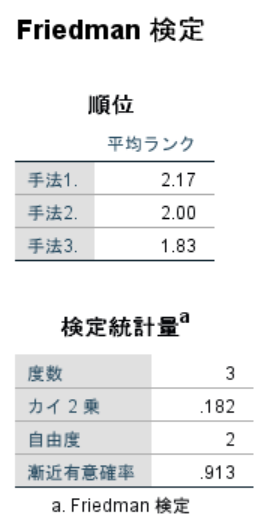 Friedman 検定
順位
平均ランク
手法1. 2.17
手法2. 2.00
手法3. 1.83
検定統計量a
度数 3
カイ 2 乗 .182
自由度 2
漸近有意確率 .913
a. Friedman 検定